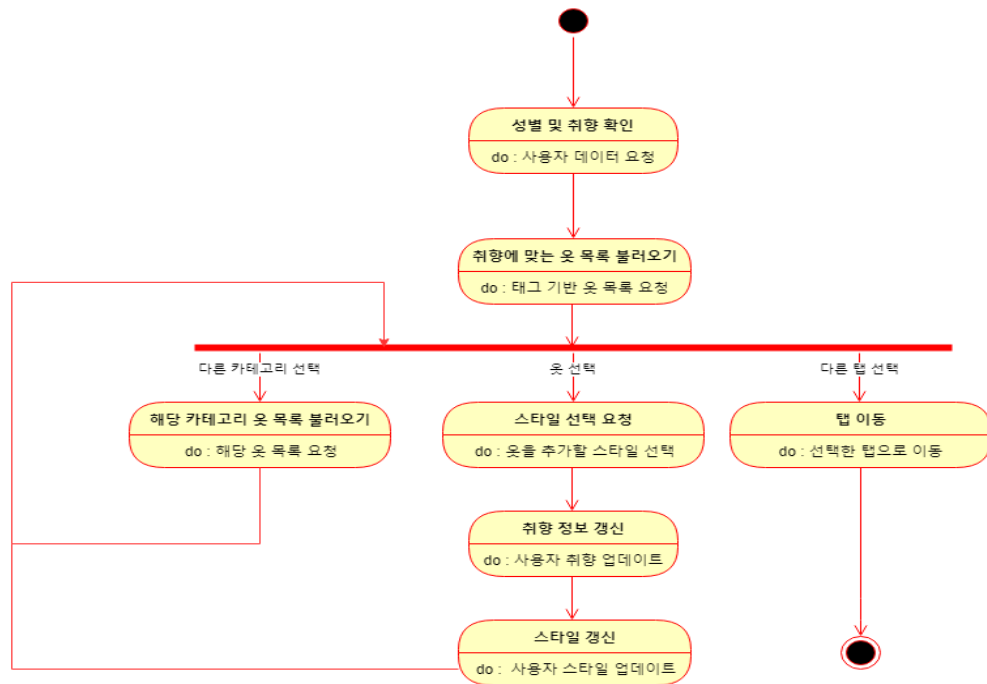 성별 및 취향 확인
do : 사용자 데이터 요청
취향에 맞는 옷 목록 불러오기
do : 태그 기반 옷 목록 요청
다른 카테고리 선택
옷 선택
다른 탭 선택
해당 카테고리 옷 목록 불러오기
do : 해당 옷 목록 요청
스타일 선택 요청
do : 옷을 추가할 스타일 선택
탭 이동
do : 선택한 탭으로 이동
취향 정보 갱신
do : 사용자 취향 업데이트
스타일 갱신
do : 사용자 스타일 업데이트